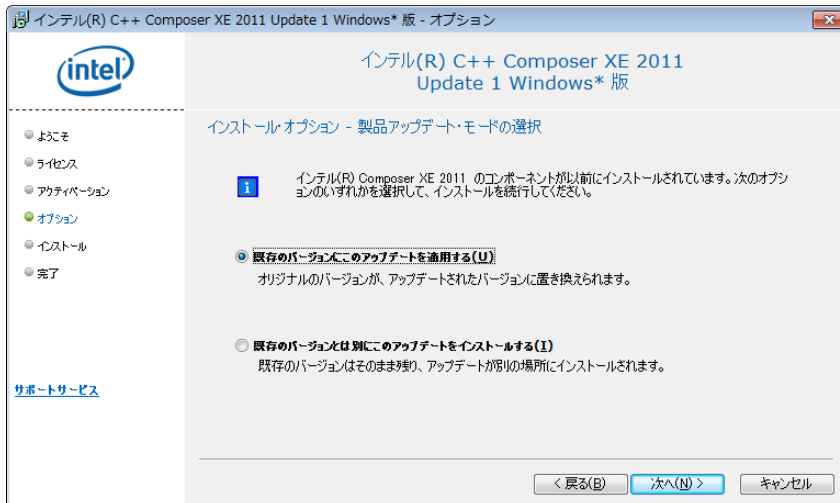 インテル(R) C++ Composer XE 2011 Update 1 Windows* 版 - オプション
intel
インテル(R) C++ Composer XE 2011
Update 1 Windows* 版
ようこそ
ライセンス
アクティベーション
オプション
インストール
完了
サポートサービス
インストール・オプション - 製品アップデート・モードの選択
インテル(R) Composer XE 2011 のコンポーネントが以前にインストールされています。次のオプシ
ョンのいずれかを選択して、インストールを続行してください。
既存のバージョンにこのアップデートを適用する(U)
オリジナルのバージョンが、アップデートされたバージョンに置き換えられます。
既存のバージョンとは別にこのアップデートをインストールする(I)
既存のバージョンはそのまま残り、アップデートが別の場所にインストールされます。
< 戻る(B)
次へ(N) >
キャンセル